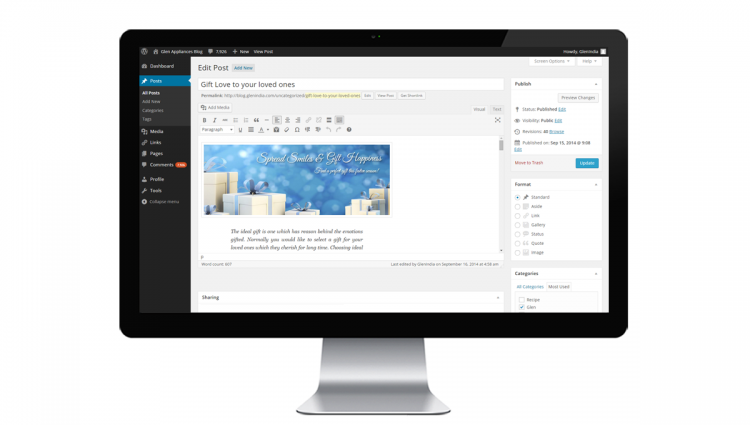 Glen Appliances Blog 7,926 + New View Post Howdy, Glenindia
Screen Options Help
Dashboard
Posts
All Posts
Add New
Categories
Tags
Media
Links
Pages
Comments
Profile
Tools
Collapse menu
Edit Post Add New
Gift Love to your loved ones
Permalink: http://blog.glenindia.com/uncategorized/gift-love-to-your-loved-ones Edit View Post Get Shortlink
Add Media Visual Text
Paragraph
Spread Smiles & Gift Happiness
The ideal gift is one which has reason behind the emotions
gifted. Normally you would like to select a gift for your
loved ones which they cherish for long time. Choosing ideal
p
Word count: 607 Last edited by Glenindia on September 16, 2014 at 4:58 am
Sharing
Publish
Preview Changes
Status: Published Edit
Visibility: Public Edit
Revisions: 40 Browse
Published on: Sep 15, 2014 @ 9:08
Edit
Move to Trash Update
Format
Standard
Aside
Link
Gallery
Status
Quote
Image
Categories
All Categories Most Used
Recipe
Glen